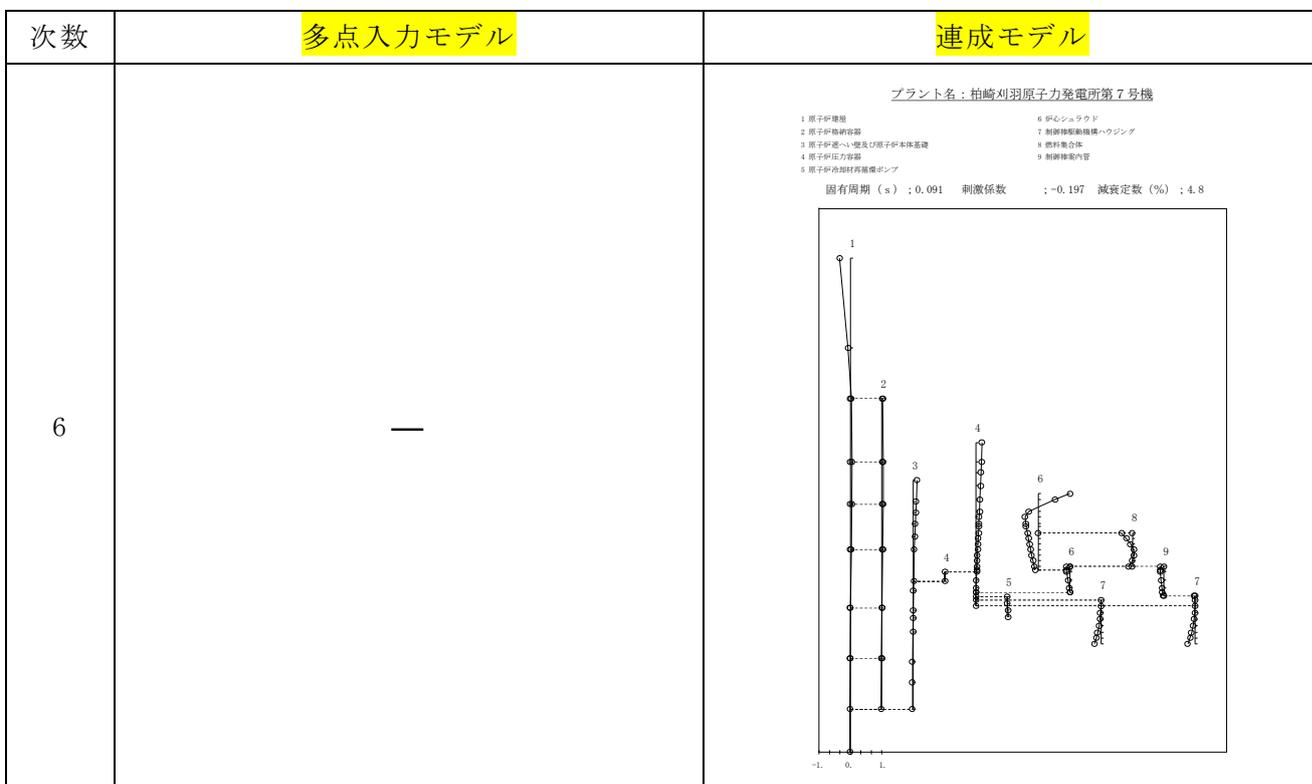 次数
多点入力モデル
連成モデル
6
―
プラント名：柏崎刈羽原子力発電所第７号機
1 原子炉建屋
2 原子炉格納容器
3 原子炉遮へい壁及び原子炉本体基礎
4 原子炉圧力容器
5 原子炉冷却材再循環ポンプ
6 炉心シュラウド
7 制御棒駆動機構ハウジング
8 燃料集合体
9 制御棒案内管
固有周期（ｓ）；0.091 刺激係数 ；-0.197 減衰定数（%）；4.8
1
2
4
3
6
8
4
6
9
5
7
7
-1. 0. 1.